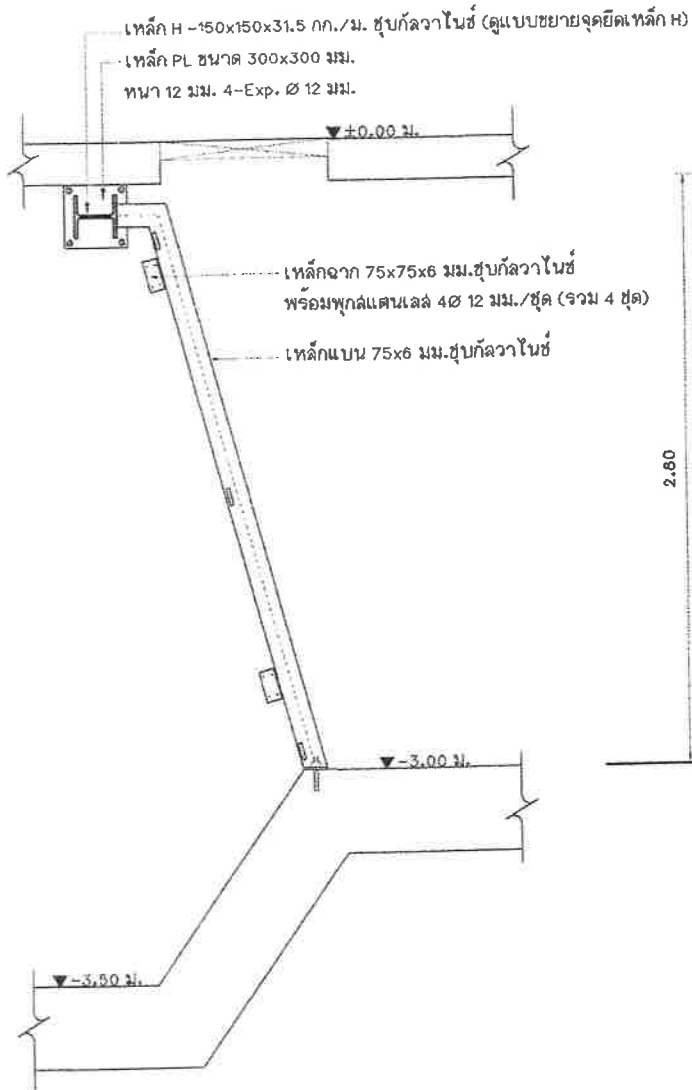 เหล็ก H -150x150x31.5 กก./ม. ชุบกัลวาไนซ์ (ดูแบบขยายจุดยึดเหล็ก H)
เหล็ก PL ขนาด 300x300 มม.
หนา 12 มม. 4-Exp. Ø 12 มม.
±0.00 ม.
เหล็กฉาก 75x75x6 มม.ชุบกัลวาไนซ์
พร้อมพุกสแตนเลส 4Ø 12 มม./ชุด (รวม 4 ชุด)
เหล็กแบน 75x6 มม.ชุบกัลวาไนซ์
2.80
-3.00 ม.
-3.50 ม.